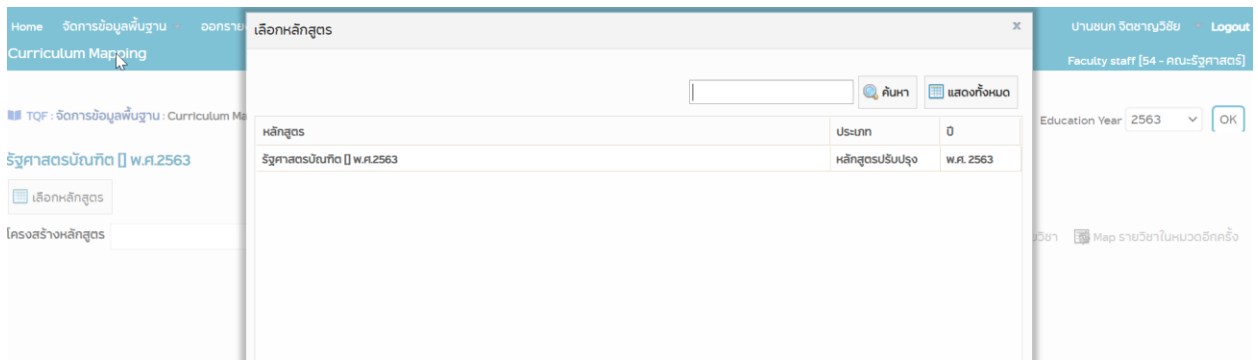 Home จัดการข้อมูลพื้นฐาน ออกราย
Curriculum Mapping
ปานชนก จิตชาญวิชัย Logout
Faculty staff [54 - คณะรัฐศาสตร์]
TQF : จัดการข้อมูลพื้นฐาน : Curriculum Ma
Education Year 2563 OK
รัฐศาสตรบัณฑิต [] พ.ศ.2563
เลือกหลักสูตร
โครงสร้างหลักสูตร
Map รายวิชาในหมวดอีกครั้ง
เลือกหลักสูตร x
ค้นหา แสดงทั้งหมด
หลักสูตร ประเภท ปี
รัฐศาสตรบัณฑิต [] พ.ศ.2563 หลักสูตรปรับปรุง พ.ศ. 2563